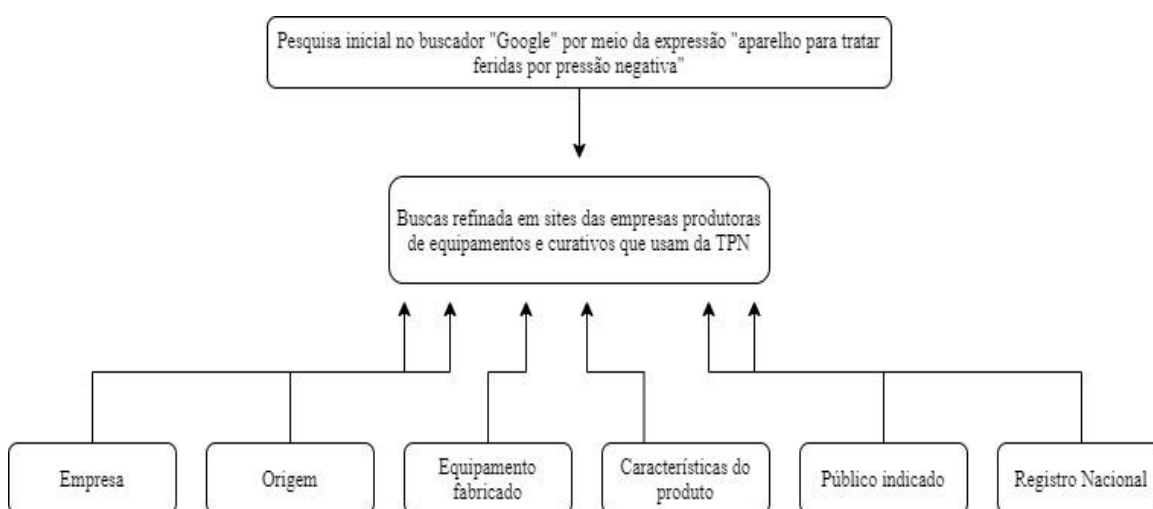 Pesquisa inicial no buscador "Google" por meio da expressão "aparelho para tratar
feridas por pressão negativa"
Buscas refinada em sites das empresas produtoras
de equipamentos e curativos que usam da TPN
Empresa
Origem
Equipamento
fabricado
Características do
produto
Público indicado
Registro Nacional